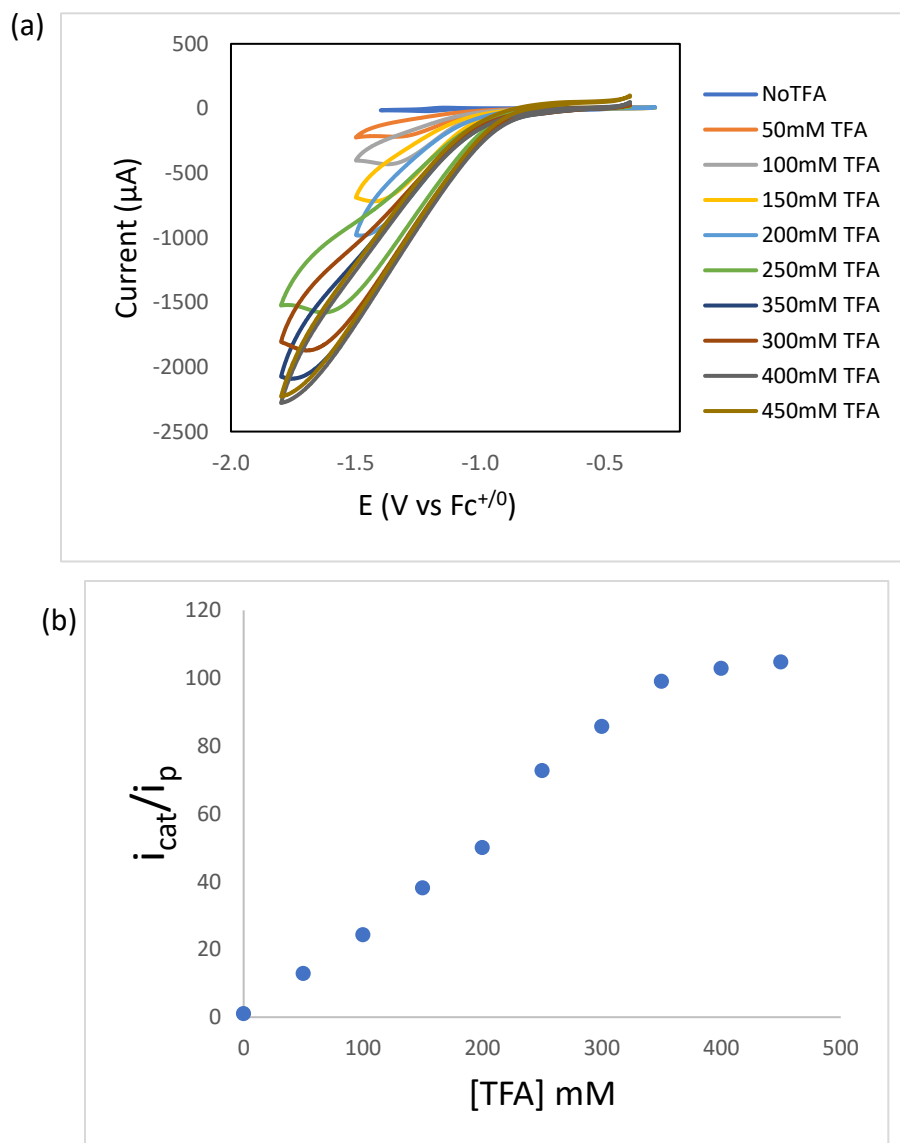 (a)
500
0
-500
-1000
-1500
-2000
-2500
Current (µA)
-2.0 -1.5 -1.0 -0.5
E (V vs Fc+/0)
NoTFA
50mM TFA
100mM TFA
150mM TFA
200mM TFA
250mM TFA
350mM TFA
300mM TFA
400mM TFA
450mM TFA
(b)
120
100
80
60
40
20
0
icat/ip
0 100 200 300 400 500
[TFA] mM